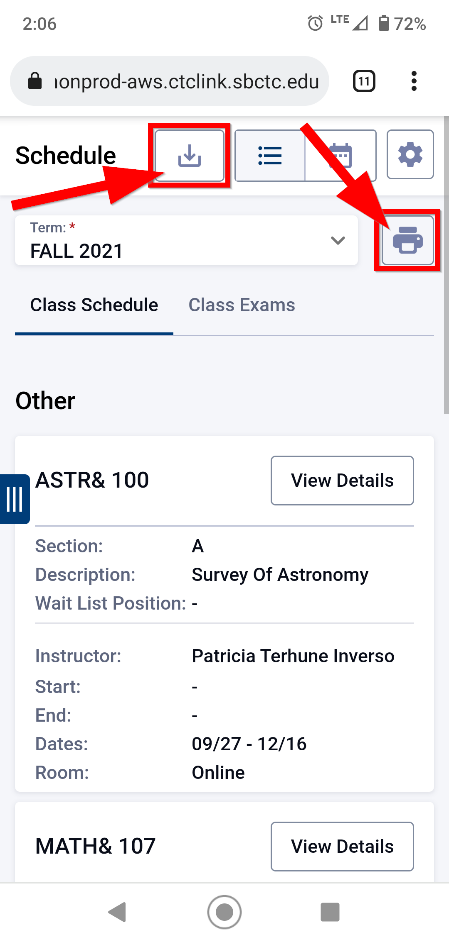 2:06
LTE
72%
nonprod-aws.ctclink.sbctc.edu
11
Schedule
Term: *
FALL 2021
Class Schedule
Class Exams
Other
ASTR& 100
View Details
Section: A
Description: Survey Of Astronomy
Wait List Position: -
Instructor: Patricia Terhune Inverso
Start: -
End: -
Dates: 09/27 - 12/16
Room: Online
MATH& 107
View Details